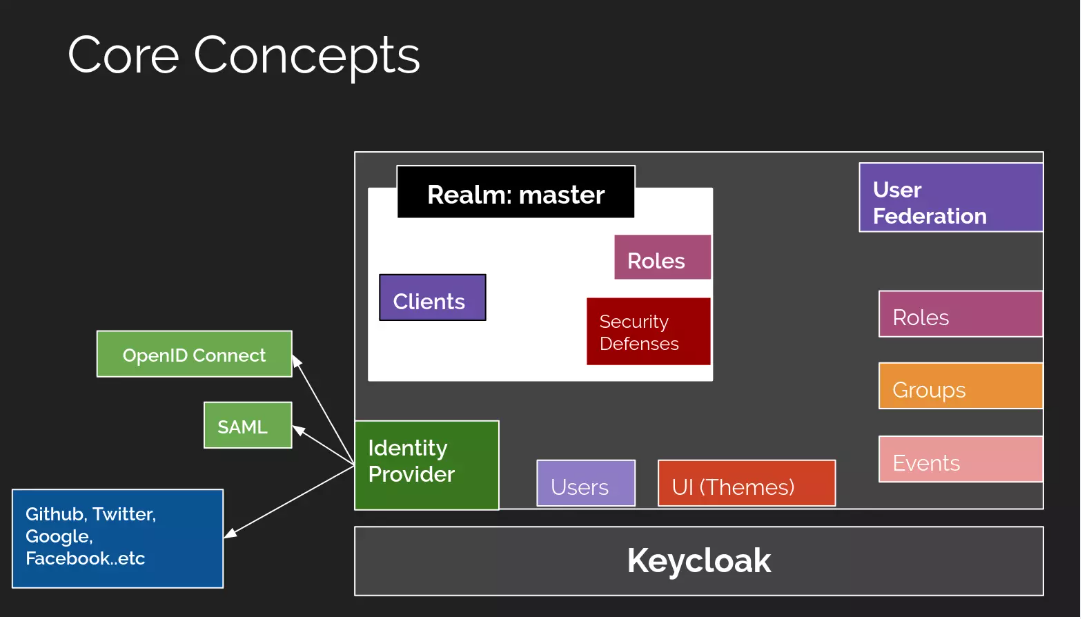 Core Concepts
Realm: master
User
Federation
Roles
Clients
Security
Defenses
Roles
Groups
Events
OpenID Connect
SAML
Identity
Provider
Users
UI (Themes)
Github, Twitter,
Google,
Facebook..etc
Keycloak